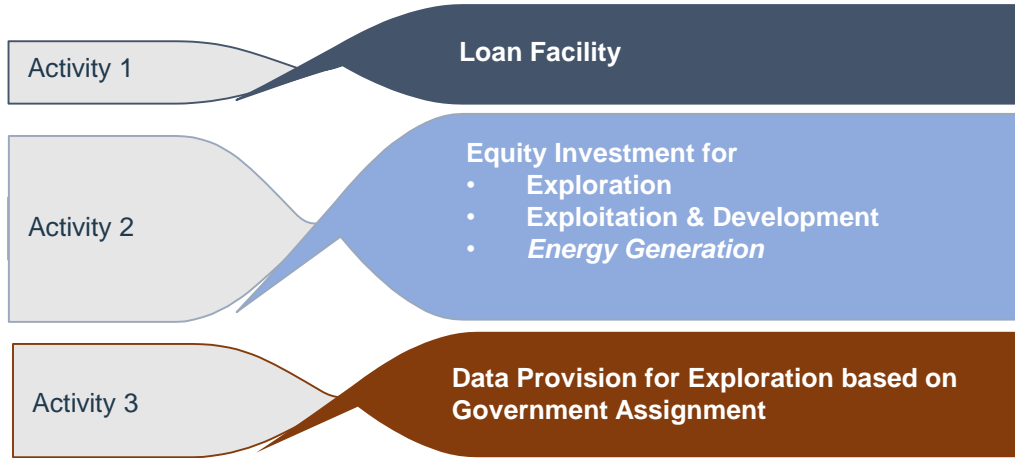 Activity 1
Loan Facility
Activity 2
Equity Investment for
• Exploration
• Exploitation & Development
• Energy Generation
Activity 3
Data Provision for Exploration based on
Government Assignment